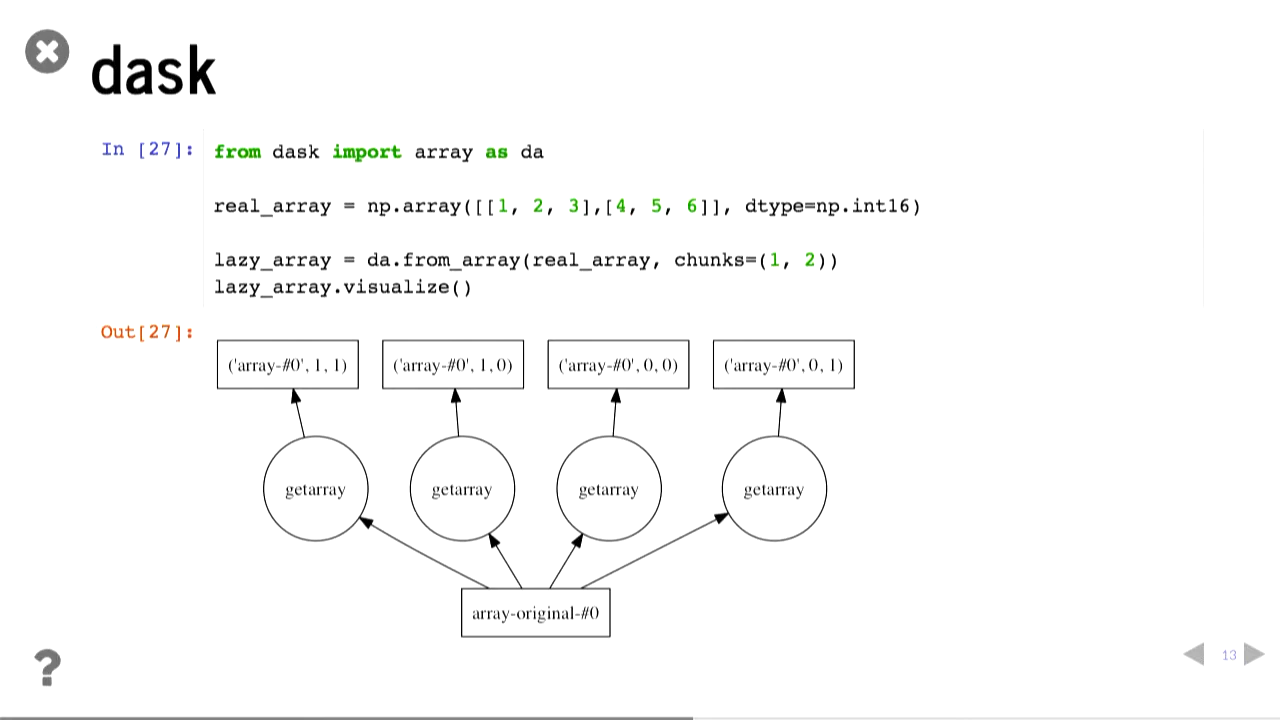 dask
In [27]: from dask import array as da
real_array = np.array([[1, 2, 3],[4, 5, 6]], dtype=np.int16)
lazy_array = da.from_array(real_array, chunks=(1, 2))
lazy_array.visualize()
Out[27]:
('array-#0', 1, 1) ('array-#0', 1, 0) ('array-#0', 0, 0) ('array-#0', 0, 1)
getarray getarray getarray getarray
array-original-#0
?
13